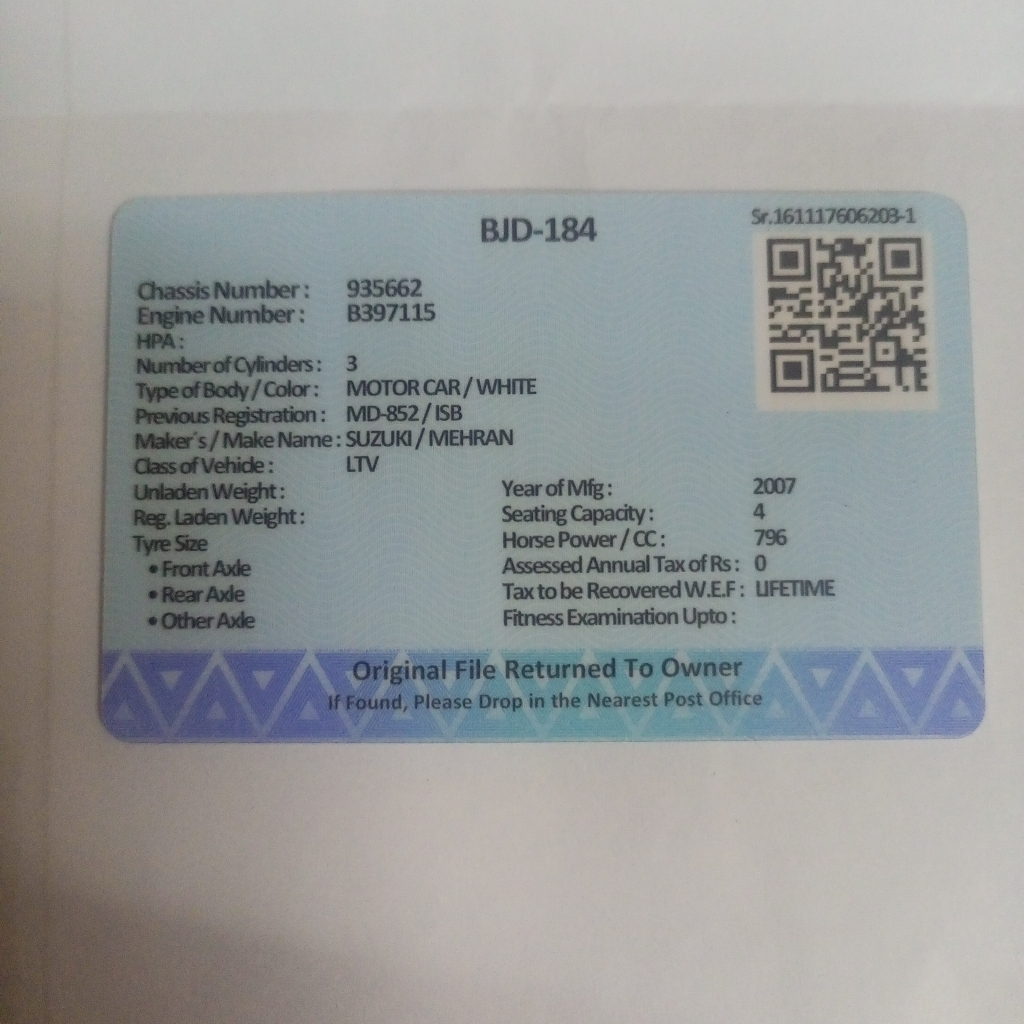 BJD-184
Sr.161117606203-1
Chassis Number : 935662
Engine Number : B397115
HPA :
Number of Cylinders : 3
Type of Body / Color : MOTOR CAR / WHITE
Previous Registration : MD-852 / ISB
Maker´s / Make Name : SUZUKI / MEHRAN
Class of Vehicle : LTV
Unladen Weight :
Reg. Laden Weight :
Tyre Size
• Front Axle
• Rear Axle
• Other Axle
Year of Mfg : 2007
Seating Capacity : 4
Horse Power / CC : 796
Assessed Annual Tax of Rs : 0
Tax to be Recovered W.E.F : LIFETIME
Fitness Examination Upto :
Original File Returned To Owner
If Found, Please Drop in the Nearest Post Office